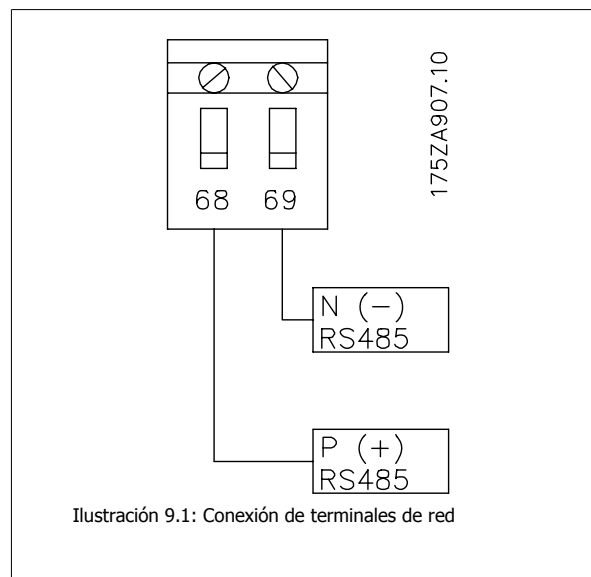 175ZA907.10
68 69
N (-)
RS485
P (+)
RS485
Ilustración 9.1: Conexión de terminales de red